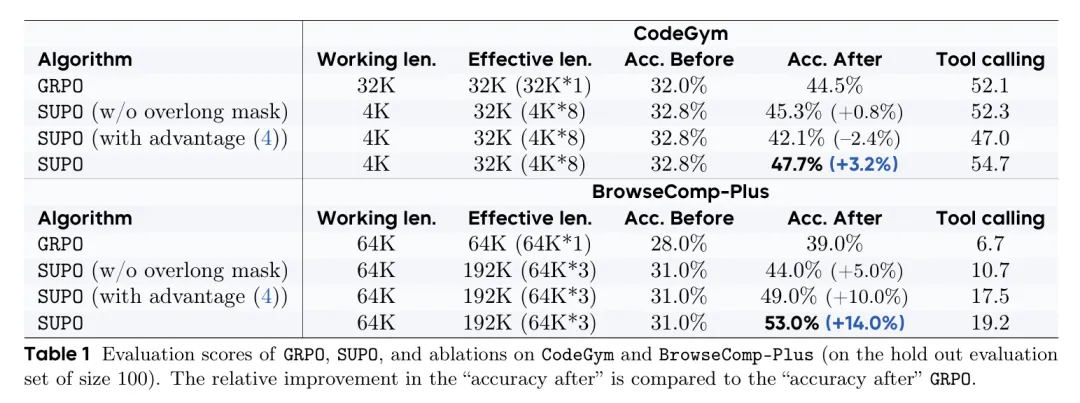 CodeGym
Algorithm Working len. Effective len. Acc. Before Acc. After Tool calling
GRPO 32K 32K (32K*1) 32.0% 44.5% 52.1
SUPO (w/o overlong mask) 4K 32K (4K*8) 32.8% 45.3% (+0.8%) 52.3
SUPO (with advantage (4)) 4K 32K (4K*8) 32.8% 42.1% (−2.4%) 47.0
SUPO 4K 32K (4K*8) 32.8% 47.7% (+3.2%) 54.7
BrowseComp-Plus
Algorithm Working len. Effective len. Acc. Before Acc. After Tool calling
GRPO 64K 64K (64K*1) 28.0% 39.0% 6.7
SUPO (w/o overlong mask) 64K 192K (64K*3) 31.0% 44.0% (+5.0%) 10.7
SUPO (with advantage (4)) 64K 192K (64K*3) 31.0% 49.0% (+10.0%) 17.5
SUPO 64K 192K (64K*3) 31.0% 53.0% (+14.0%) 19.2
Table 1 Evaluation scores of GRPO, SUPO, and ablations on CodeGym and BrowseComp-Plus (on the hold out evaluation
set of size 100). The relative improvement in the “accuracy after” is compared to the “accuracy after” GRPO.